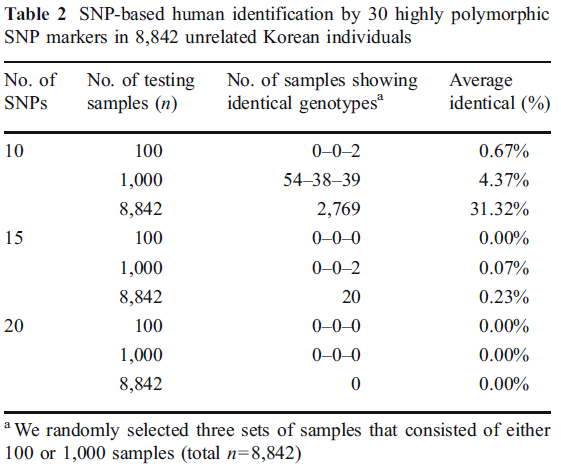 Table 2 SNP-based human identification by 30 highly polymorphic
SNP markers in 8,842 unrelated Korean individuals
No. of SNPs No. of testing samples (n) No. of samples showing identical genotypesᵃ Average identical (%)
10 100 0–0–2 0.67%
1,000 54–38–39 4.37%
8,842 2,769 31.32%
15 100 0–0–0 0.00%
1,000 0–0–2 0.07%
8,842 20 0.23%
20 100 0–0–0 0.00%
1,000 0–0–0 0.00%
8,842 0 0.00%
ᵃ We randomly selected three sets of samples that consisted of either
100 or 1,000 samples (total n=8,842)